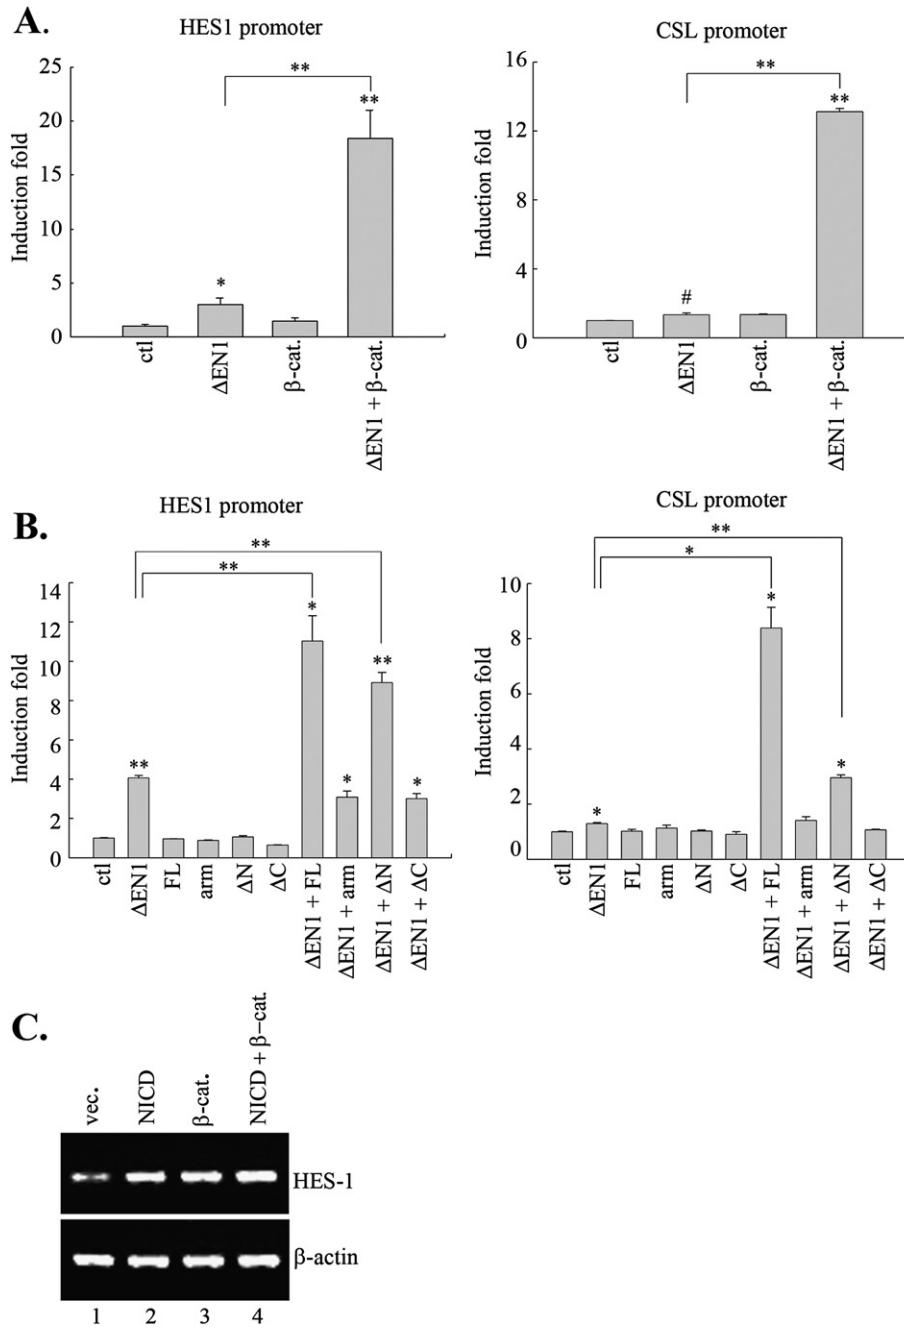 A.
HES1 promoter
**
25
20
15
10
5
0
Induction fold
*
**
ctl
ΔEN1
β-cat.
ΔEN1 + β-cat.
CSL promoter
**
16
12
8
4
0
Induction fold
#
**
ctl
ΔEN1
β-cat.
ΔEN1 + β-cat.
B.
HES1 promoter
**
**
14
12
10
8
6
4
2
0
Induction fold
**
*
*
**
*
ctl
ΔEN1
FL
arm
ΔN
ΔC
ΔEN1 + FL
ΔEN1 + arm
ΔEN1 + ΔN
ΔEN1 + ΔC
CSL promoter
**
*
10
8
6
4
2
0
Induction fold
*
*
*
ctl
ΔEN1
FL
arm
ΔN
ΔC
ΔEN1 + FL
ΔEN1 + arm
ΔEN1 + ΔN
ΔEN1 + ΔC
C.
vec.
NICD
β-cat.
NICD + β–cat.
HES-1
β-actin
1 2 3 4